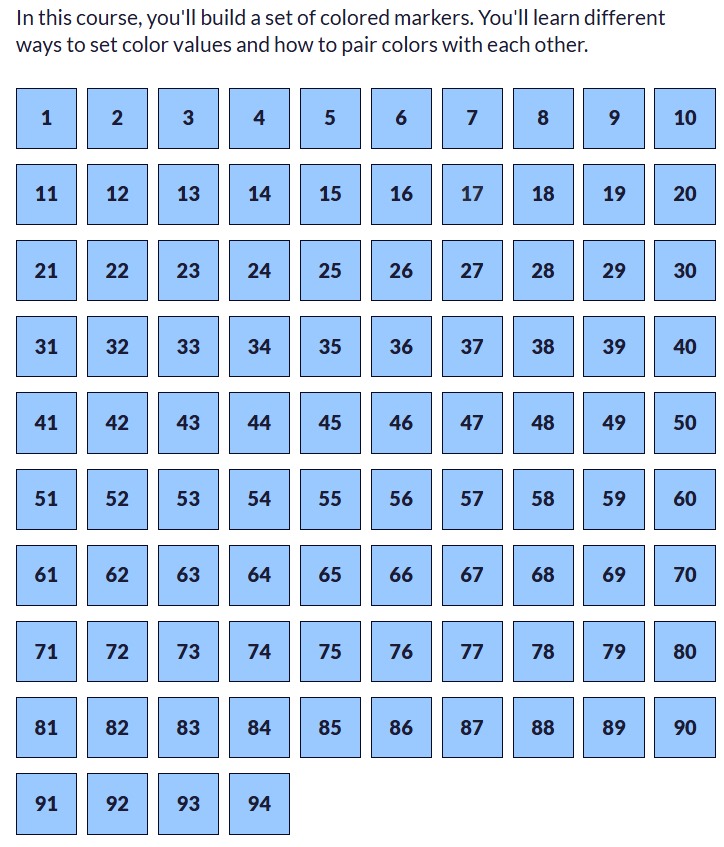 In this course, you'll build a set of colored markers. You'll learn different
ways to set color values and how to pair colors with each other.
1 2 3 4 5 6 7 8 9 10
11 12 13 14 15 16 17 18 19 20
21 22 23 24 25 26 27 28 29 30
31 32 33 34 35 36 37 38 39 40
41 42 43 44 45 46 47 48 49 50
51 52 53 54 55 56 57 58 59 60
61 62 63 64 65 66 67 68 69 70
71 72 73 74 75 76 77 78 79 80
81 82 83 84 85 86 87 88 89 90
91 92 93 94